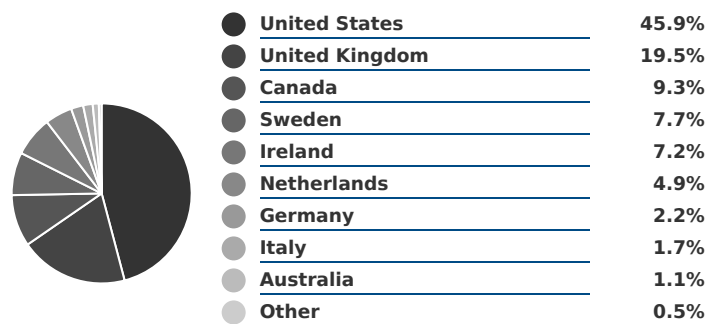 United States 45.9%
United Kingdom 19.5%
Canada 9.3%
Sweden 7.7%
Ireland 7.2%
Netherlands 4.9%
Germany 2.2%
Italy 1.7%
Australia 1.1%
Other 0.5%